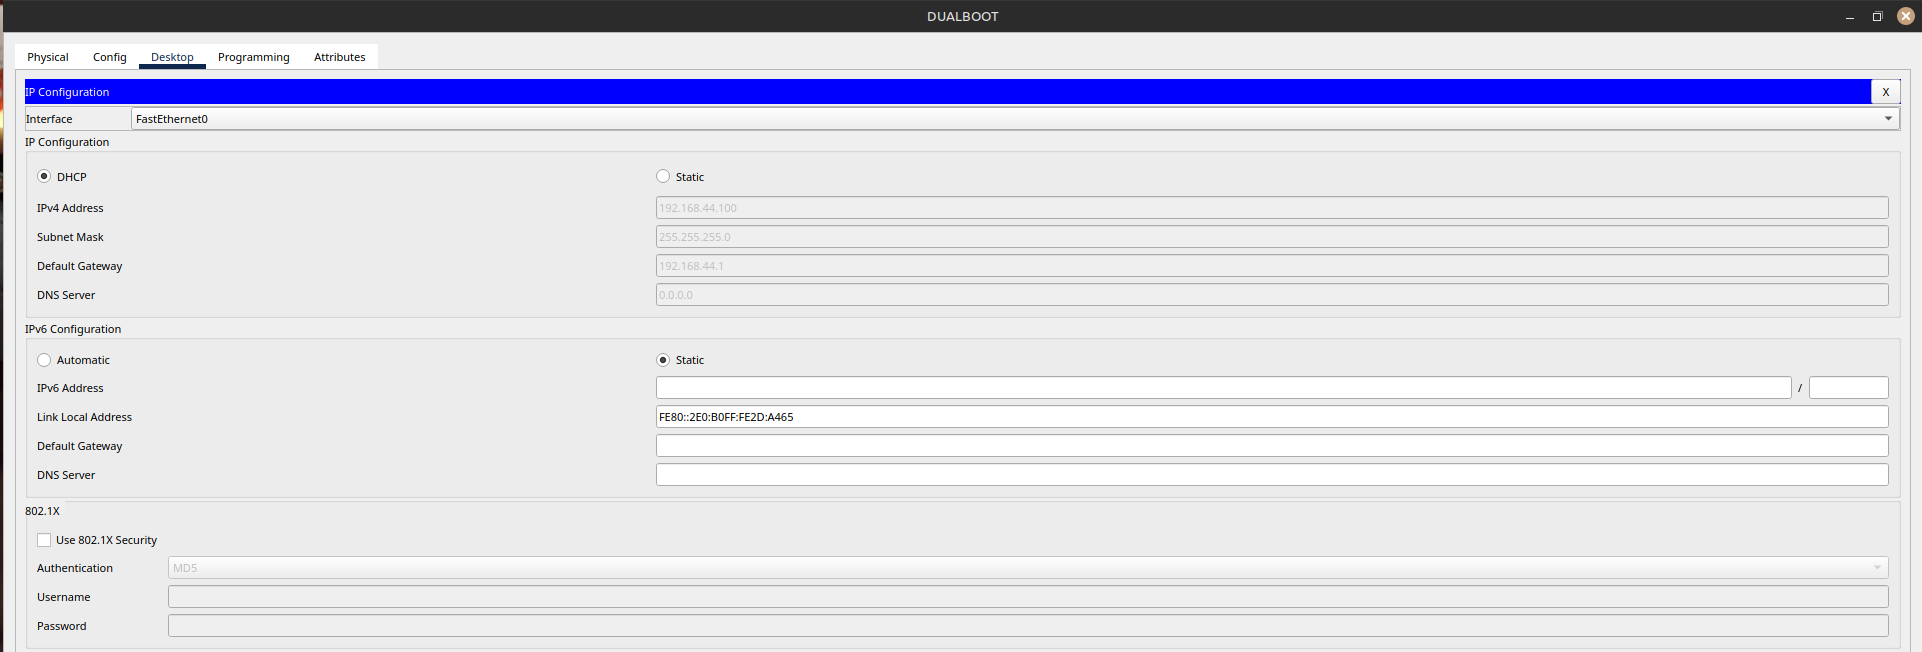 DUALBOOT
Physical Config Desktop Programming Attributes
IP Configuration X
Interface FastEthernet0
IP Configuration
DHCP Static
IPv4 Address 192.168.44.100
Subnet Mask 255.255.255.0
Default Gateway 192.168.44.1
DNS Server 0.0.0.0
IPv6 Configuration
Automatic Static
IPv6 Address /
Link Local Address FE80::2E0:B0FF:FE2D:A465
Default Gateway
DNS Server
802.1X
Use 802.1X Security
Authentication MD5
Username
Password